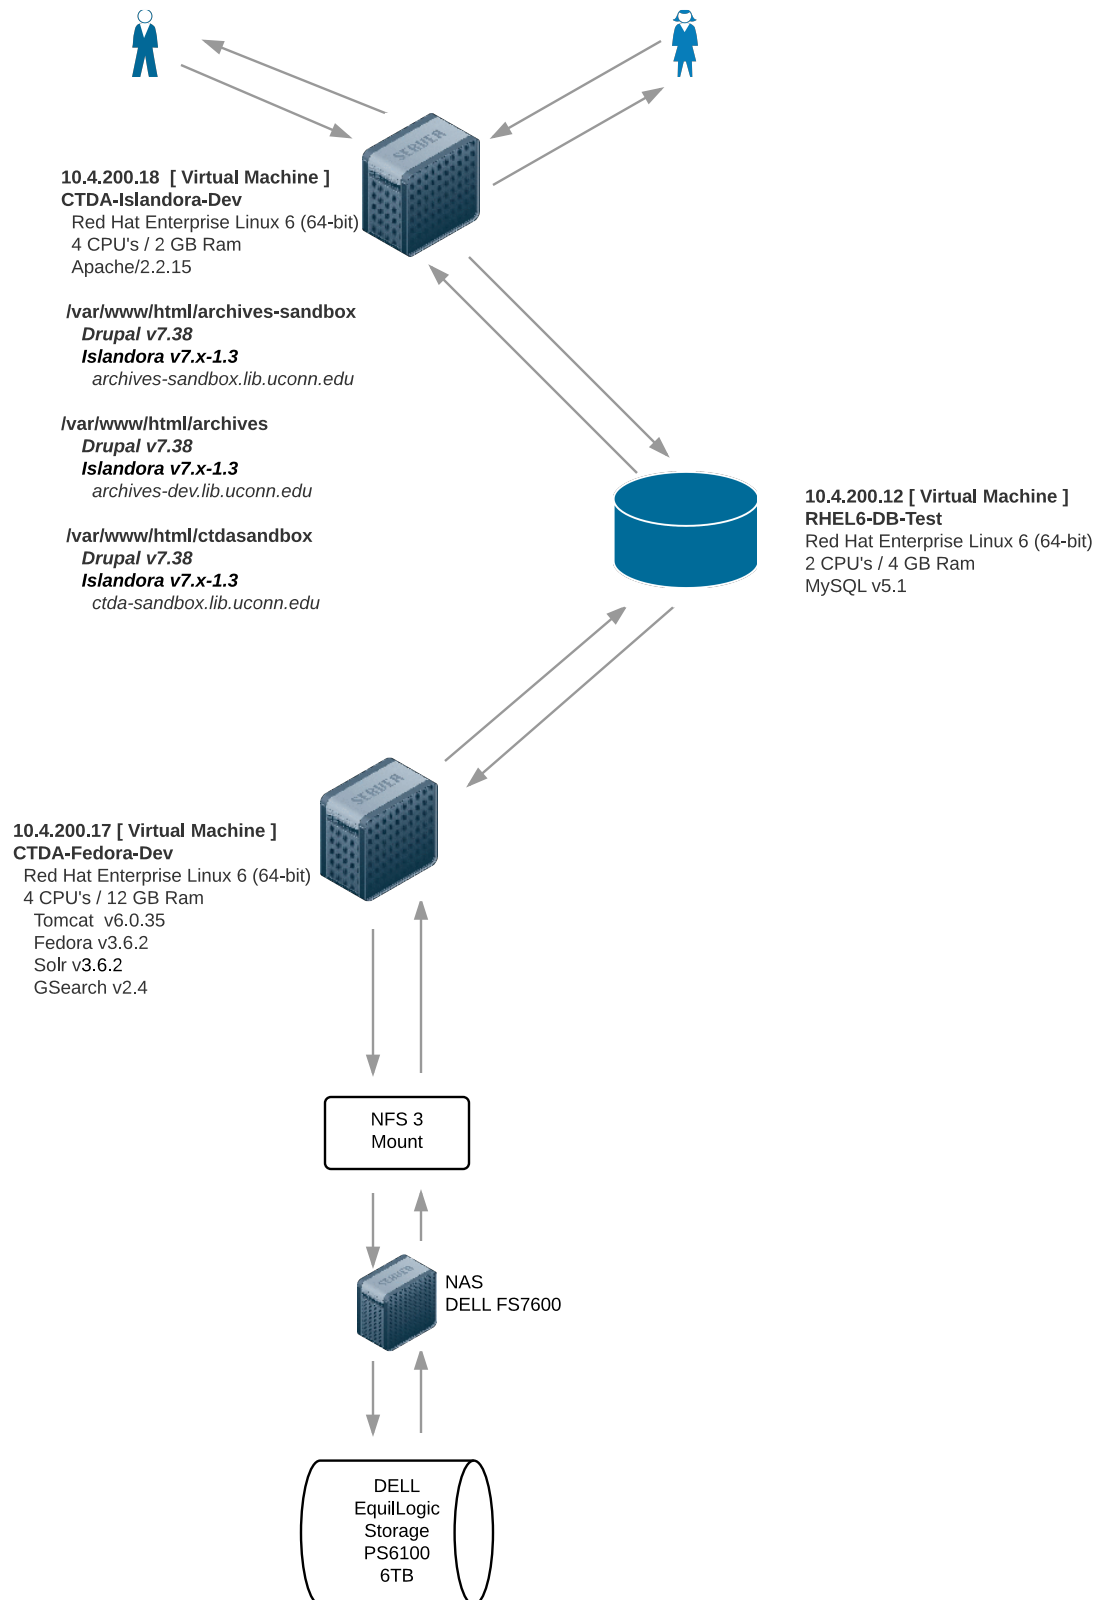 SERVER
10.4.200.18 [ Virtual Machine ]
CTDA-Islandora-Dev
Red Hat Enterprise Linux 6 (64-bit)
4 CPU's / 2 GB Ram
Apache/2.2.15
/var/www/html/archives-sandbox
Drupal v7.38
Islandora v7.x-1.3
archives-sandbox.lib.uconn.edu
/var/www/html/archives
Drupal v7.38
Islandora v7.x-1.3
archives-dev.lib.uconn.edu
/var/www/html/ctdasandbox
Drupal v7.38
Islandora v7.x-1.3
ctda-sandbox.lib.uconn.edu
10.4.200.12 [ Virtual Machine ]
RHEL6-DB-Test
Red Hat Enterprise Linux 6 (64-bit)
2 CPU's / 4 GB Ram
MySQL v5.1
SERVER
10.4.200.17 [ Virtual Machine ]
CTDA-Fedora-Dev
Red Hat Enterprise Linux 6 (64-bit)
4 CPU's / 12 GB Ram
Tomcat v6.0.35
Fedora v3.6.2
Solr v3.6.2
GSearch v2.4
NFS 3
Mount
SERVER
NAS
DELL FS7600
DELL
EquilLogic
Storage
PS6100
6TB